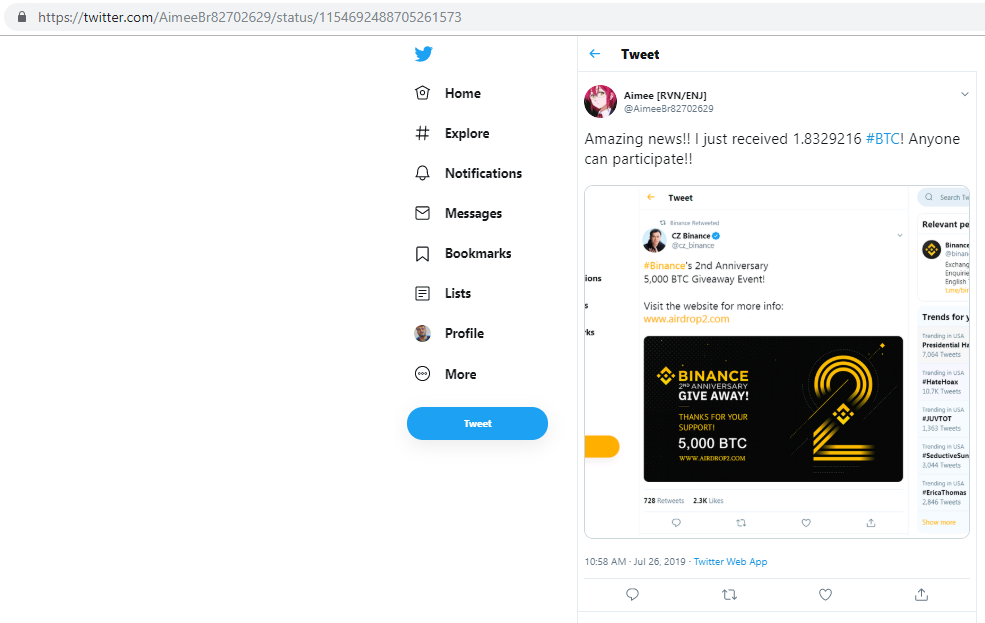 https://twitter.com/AimeeBr82702629/status/1154692488705261573
Home
Explore
Notifications
Messages
Bookmarks
Lists
Profile
More
Tweet
Tweet
Aimee [RVN/ENJ]
@AimeeBr82702629
Amazing news!! I just received 1.8329216 #BTC! Anyone
can participate!!
Tweet
Binance Retweeted
CZ Binance
@cz_binance
#Binance's 2nd Anniversary
5,000 BTC Giveaway Event!
Visit the website for more info:
www.airdrop2.com
BINANCE
2ND ANNIVERSARY
GIVE AWAY!
THANKS FOR YOUR
SUPPORT!
5,000 BTC
WWW.AIRDROP2.COM
2
728 Retweets 2.3K Likes
ions
s
ks
Search Tw
Relevant pe
Binance
@binan
Exchang
Enquirie
English
t.me/bin
Trends for y
Trending in USA
Presidential Ha
7,064 Tweets
Trending in USA
#HateHoax
10.7K Tweets
Trending in USA
#JUVTOT
1,363 Tweets
Trending in USA
#SeductiveSun
3,044 Tweets
Trending in USA
#EricaThomas
2,846 Tweets
Show more
10:58 AM · Jul 26, 2019 · Twitter Web App